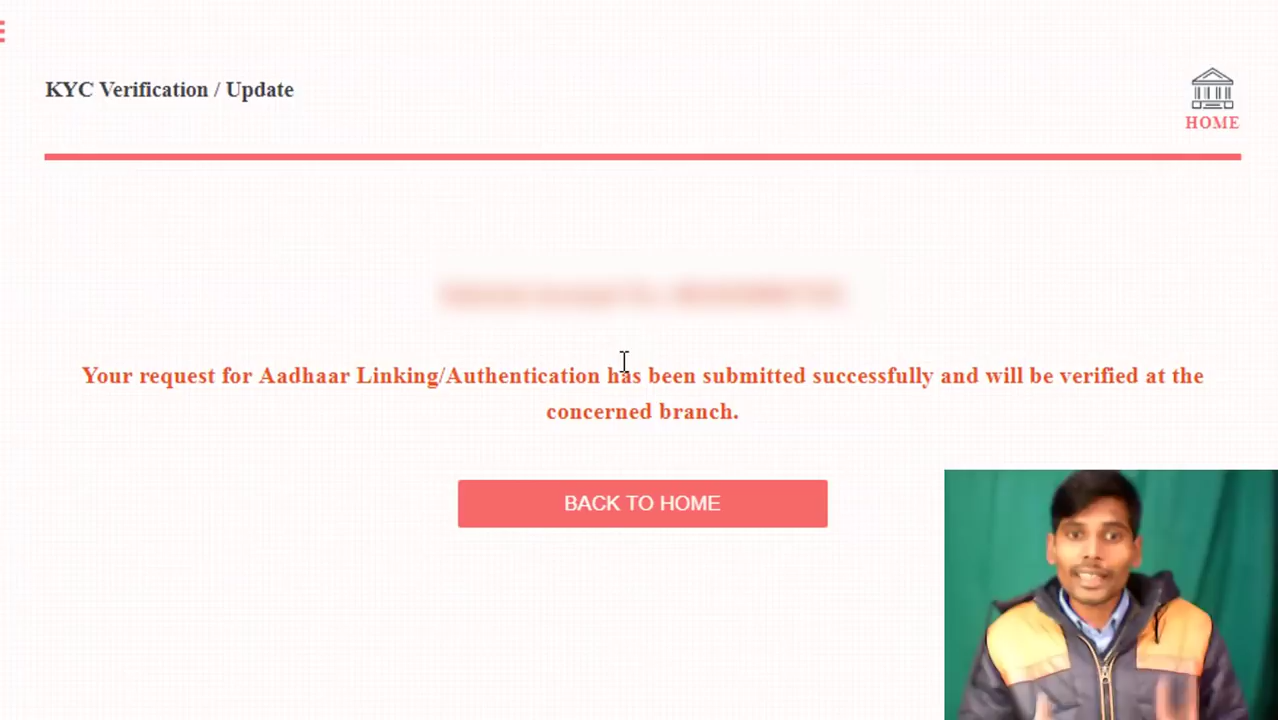 KYC Verification / Update
HOME
Your request for Aadhaar Linking/Authentication has been submitted successfully and will be verified at the
concerned branch.
BACK TO HOME